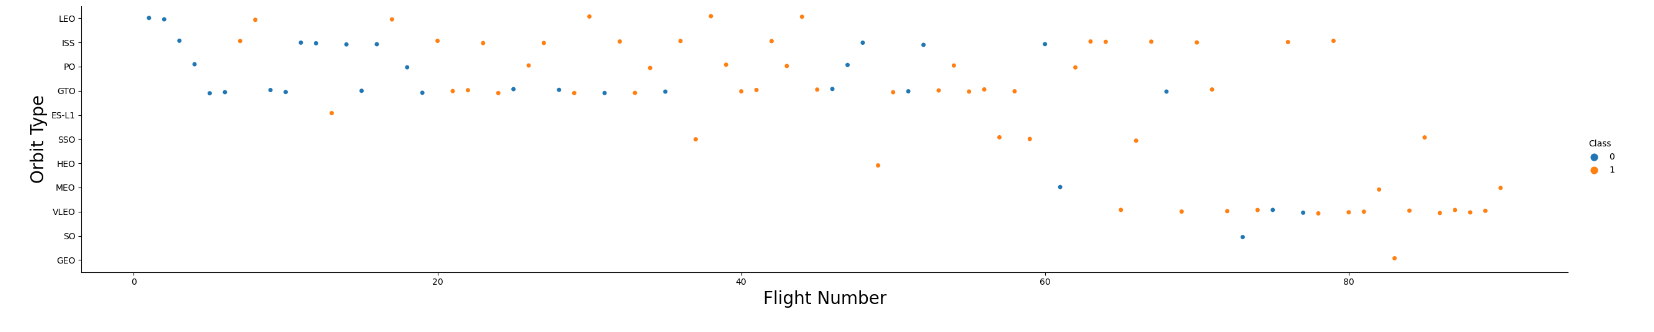 Orbit Type
LEO
ISS
PO
GTO
ES-L1
SSO
HEO
MEO
VLEO
SO
GEO
0 20 40 60 80
Flight Number
Class
0
1